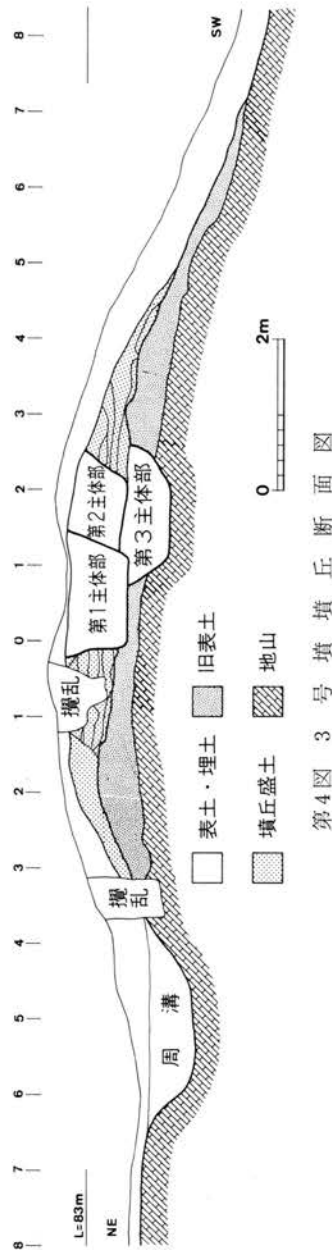 8 7 6 5 4 3 2 1 0 1 2 3 4 5 6 7 8
L=83m
NE
SW
攪乱
攪乱
第1主体部
第2主体部
第3主体部
周溝
表土・埋土
旧表土
墳丘盛土
地山
0 2m
第4図 3号墳墳丘断面図